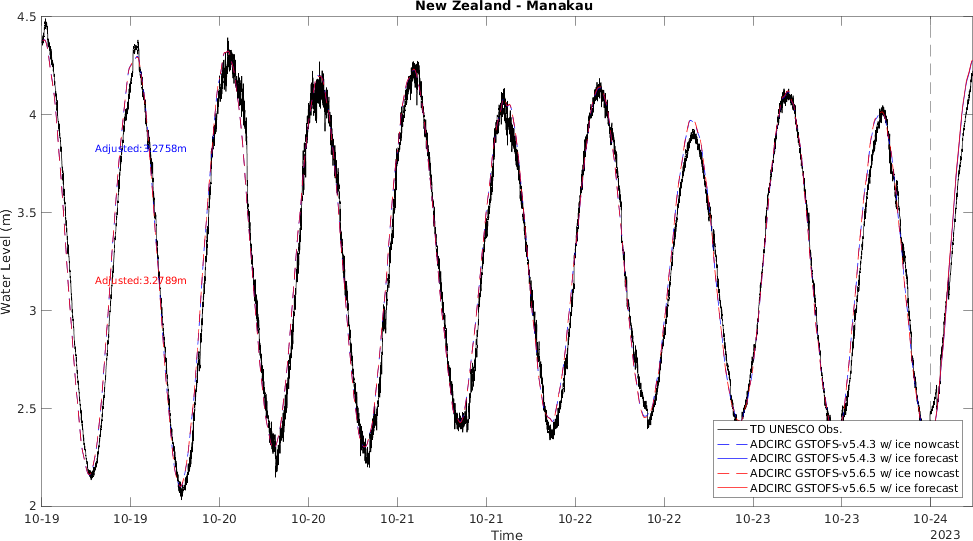 New Zealand - Manakau
4.5
4
3.5
3
2.5
2
Water Level (m)
Adjusted:3.2758m
Adjusted:3.2789m
TD UNESCO Obs.
ADCIRC GSTOFS-v5.4.3 w/ ice nowcast
ADCIRC GSTOFS-v5.4.3 w/ ice forecast
ADCIRC GSTOFS-v5.6.5 w/ ice nowcast
ADCIRC GSTOFS-v5.6.5 w/ ice forecast
10-19 10-19 10-20 10-20 10-21 10-21 10-22 10-22 10-23 10-23 10-24
Time
2023